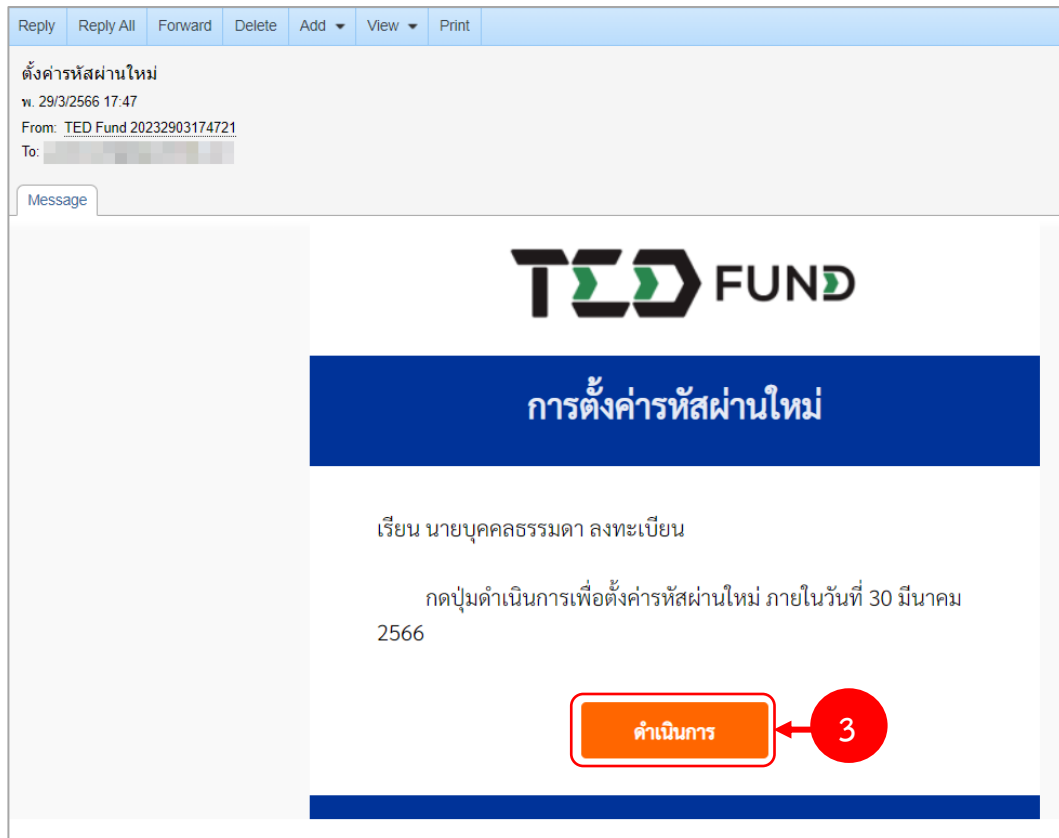 Reply Reply All Forward Delete Add View Print
ตั้งค่ารหัสผ่านใหม่
พ. 29/3/2566 17:47
From: TED Fund 20232903174721
To:
Message
TED FUND
การตั้งค่ารหัสผ่านใหม่
เรียน นายบุคคลธรรมดา ลงทะเบียน
กดปุ่มดำเนินการเพื่อตั้งค่ารหัสผ่านใหม่ ภายในวันที่ 30 มีนาคม
2566
ดำเนินการ
3